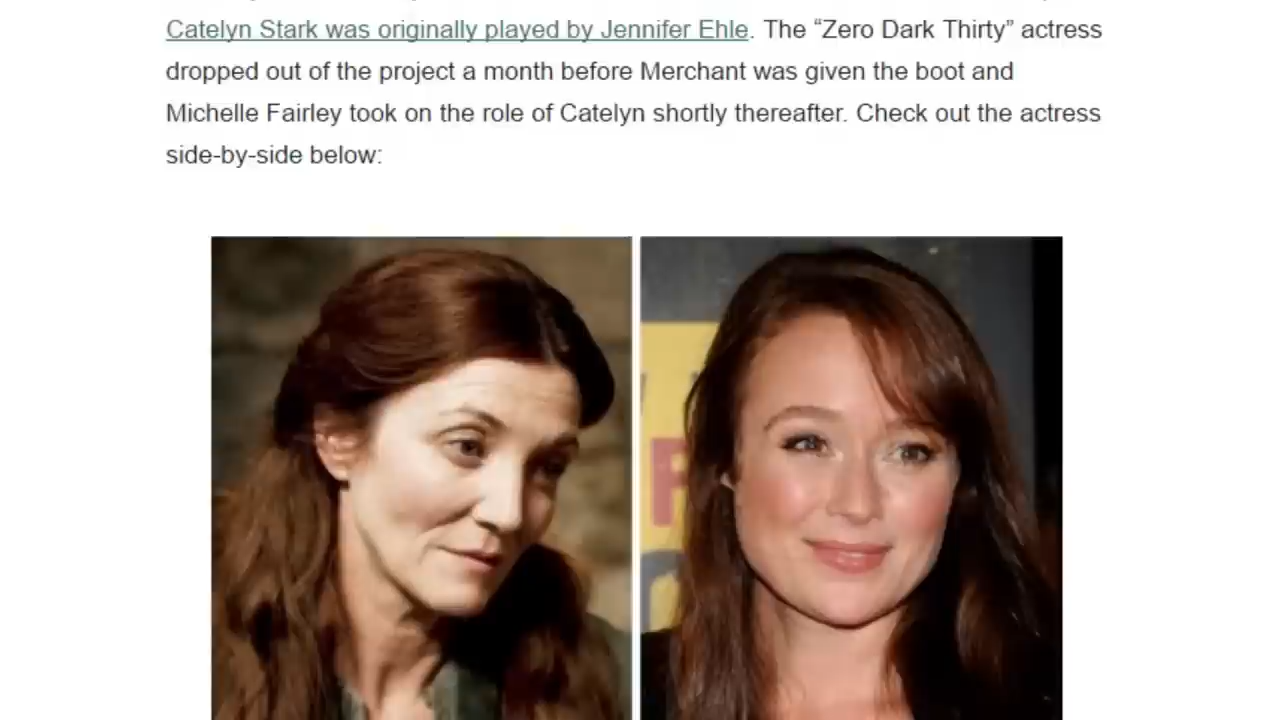 Catelyn Stark was originally played by Jennifer Ehle. The “Zero Dark Thirty” actress
dropped out of the project a month before Merchant was given the boot and
Michelle Fairley took on the role of Catelyn shortly thereafter. Check out the actress
side-by-side below: